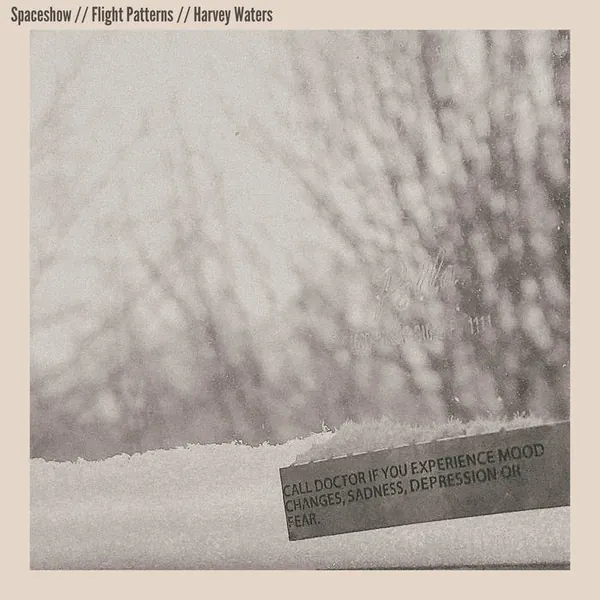 Spaceshow // Flight Patterns // Harvey Waters
CALL DOCTOR IF YOU EXPERIENCE MOOD
CHANGES, SADNESS, DEPRESSION OR
FEAR.